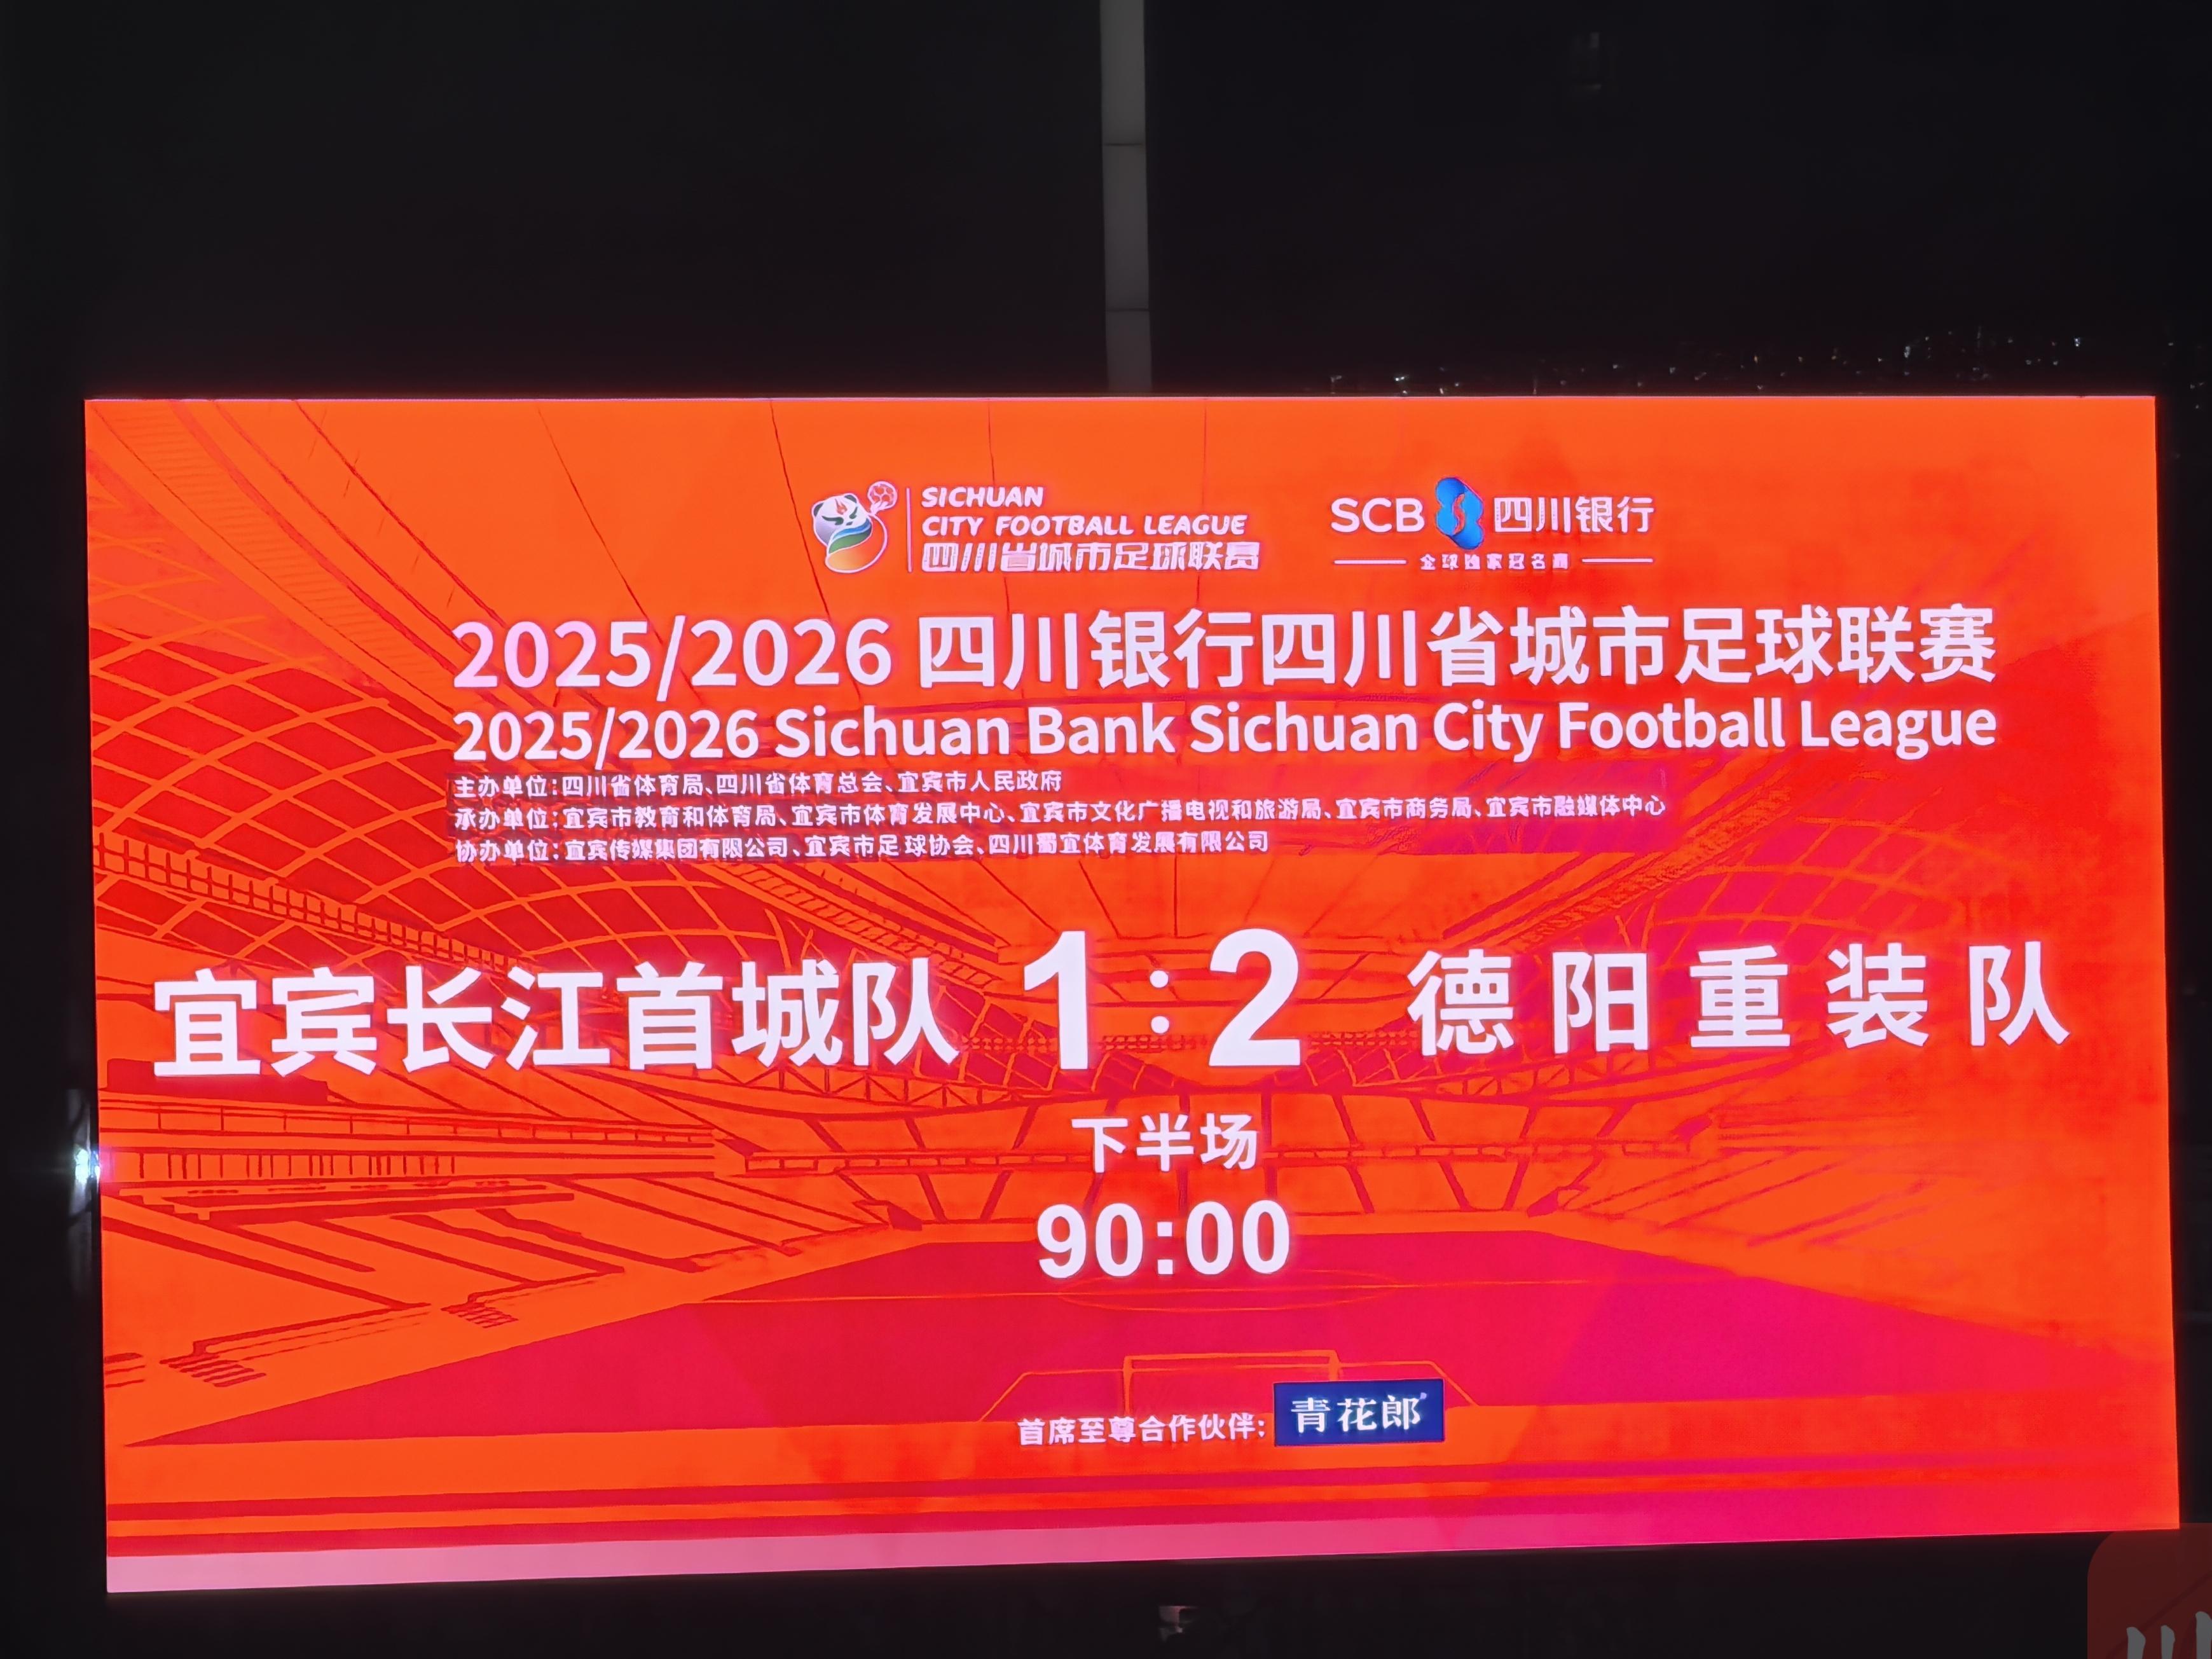 SICHUAN
CITY FOOTBALL LEAGUE
四川省城市足球联赛
SCB 四川银行
全球独家冠名商
2025/2026 四川银行四川省城市足球联赛
2025/2026 Sichuan Bank Sichuan City Football League
主办单位:四川省体育局、四川省体育总会、宜宾市人民政府
承办单位:宜宾市教育和体育局、宜宾市体育发展中心、宜宾市文化广播电视和旅游局、宜宾市商务局、宜宾市融媒体中心
协办单位:宜宾传媒集团有限公司、宜宾市足球协会、四川蜀宜体育发展有限公司
宜宾长江首城队 1:2 德阳重装队
下半场
90:00
首席至尊合作伙伴: 青花郎